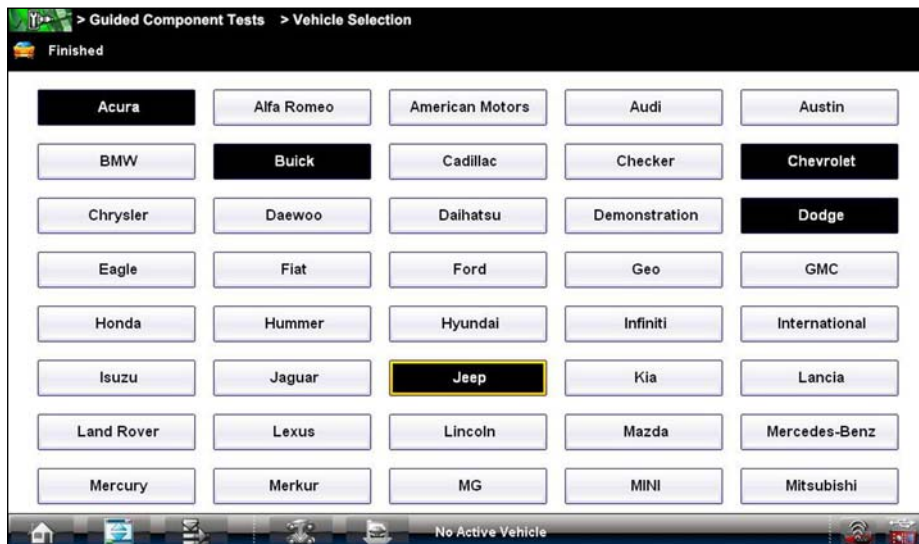 > Guided Component Tests > Vehicle Selection
Finished
Acura Alfa Romeo American Motors Audi Austin
BMW Buick Cadillac Checker Chevrolet
Chrysler Daewoo Daihatsu Demonstration Dodge
Eagle Fiat Ford Geo GMC
Honda Hummer Hyundai Infiniti International
Isuzu Jaguar Jeep Kia Lancia
Land Rover Lexus Lincoln Mazda Mercedes-Benz
Mercury Merkur MG MINI Mitsubishi
No Active Vehicle